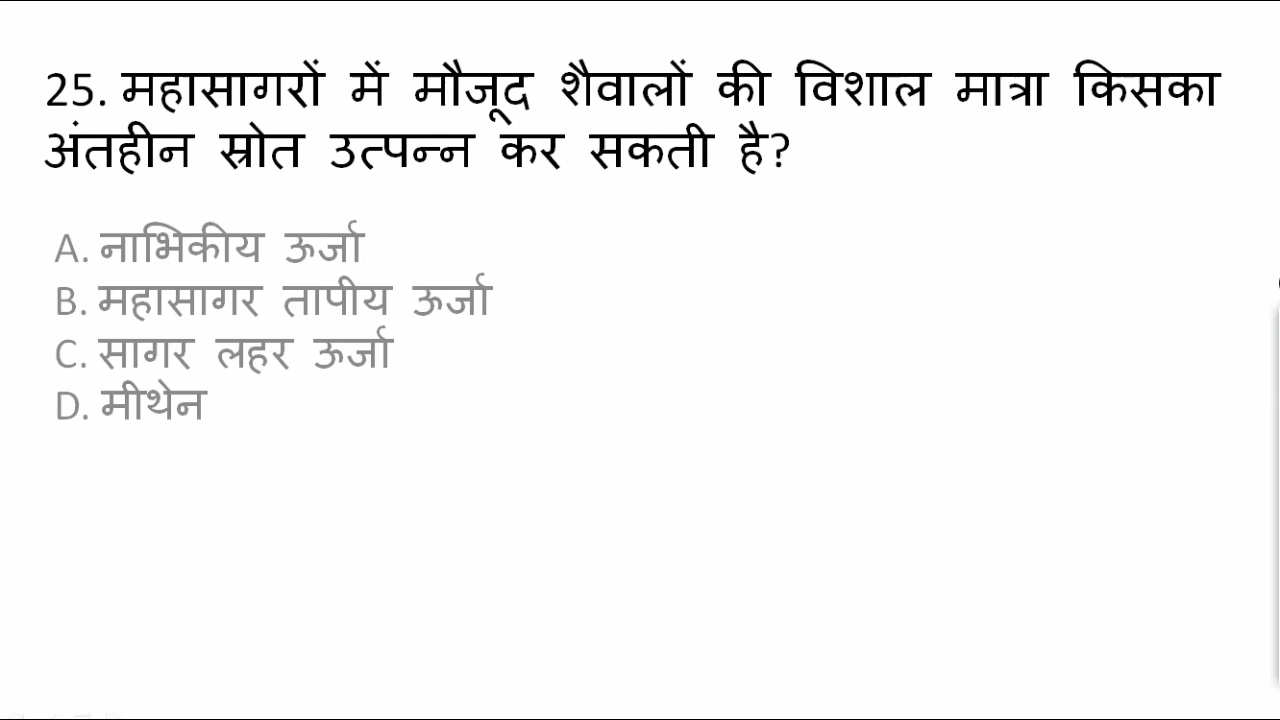 25. महासागरों में मौजूद शैवालों की विशाल मात्रा किसका
अंतहीन स्रोत उत्पन्न कर सकती है?
A. नाभिकीय ऊर्जा
B. महासागर तापीय ऊर्जा
C. सागर लहर ऊर्जा
D. मीथेन